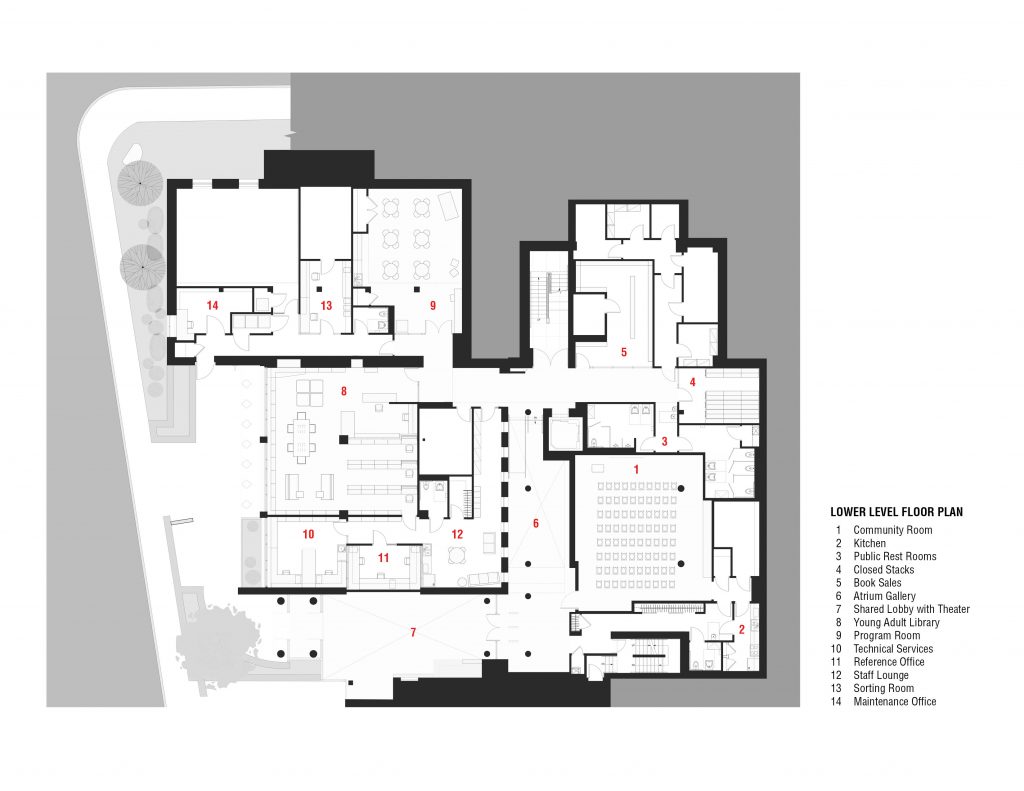 14
13
9
8
5
4
3
1
6
10
11
12
7
2
LOWER LEVEL FLOOR PLAN
1 Community Room
2 Kitchen
3 Public Rest Rooms
4 Closed Stacks
5 Book Sales
6 Atrium Gallery
7 Shared Lobby with Theater
8 Young Adult Library
9 Program Room
10 Technical Services
11 Reference Office
12 Staff Lounge
13 Sorting Room
14 Maintenance Office